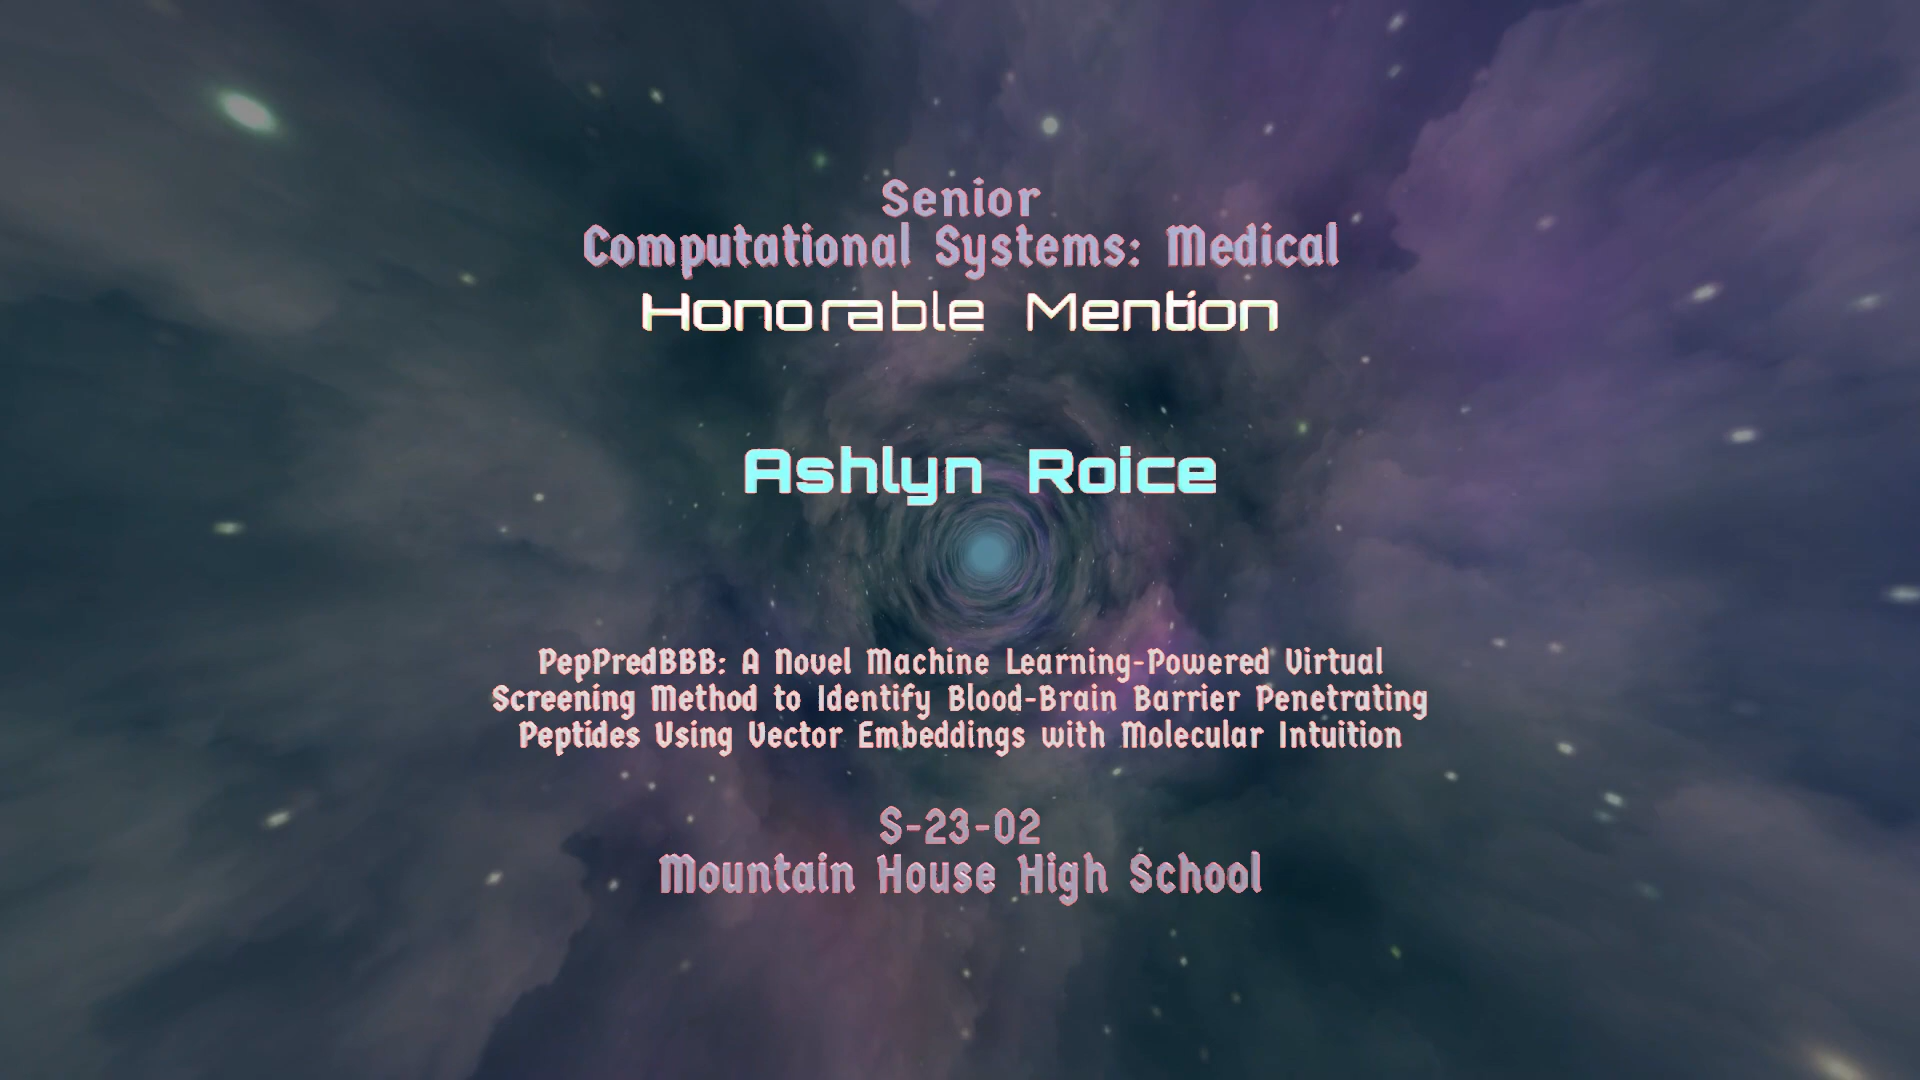 Senior
Computational Systems: Medical
Honorable Mention
Ashlyn Roice
PepPredBBB: A Novel Machine Learning-Powered Virtual
Screening Method to Identify Blood-Brain Barrier Penetrating
Peptides Using Vector Embeddings with Molecular Intuition
S-23-02
Mountain House High School